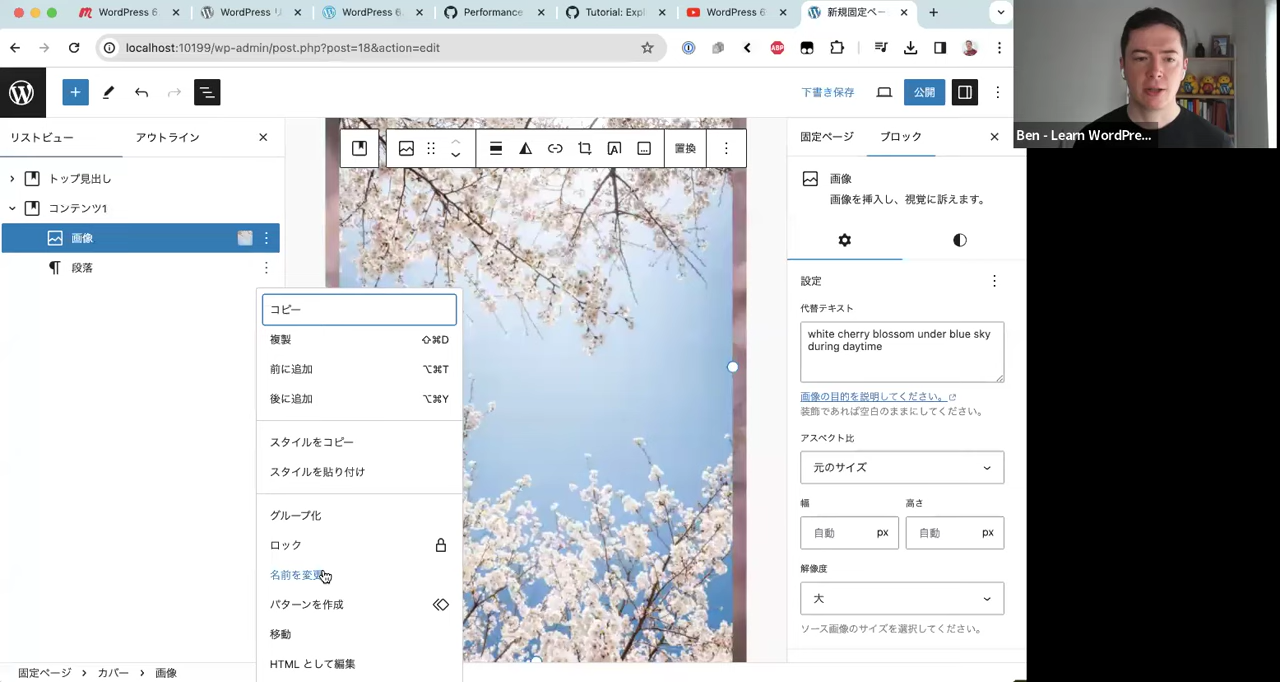 WordPress 6
WordPress リ
WordPress 6
Performance
Tutorial: Expl
WordPress 6
新規固定ペー
localhost:10199/wp-admin/post.php?post=18&action=edit
ABP
下書き保存
公開
Ben - Learn WordPre...
リストビュー
アウトライン
置換
固定ページ
ブロック
トップ見出し
コンテンツ1
画像
段落
画像
画像を挿入し、視覚に訴えます。
設定
代替テキスト
white cherry blossom under blue sky
during daytime
画像の目的を説明してください。
装飾であれば空白のままにしてください。
アスペクト比
元のサイズ
幅
高さ
自動
px
自動
px
解像度
大
ソース画像のサイズを選択してください。
コピー
複製
⇧⌘D
前に追加
⌥⌘T
後に追加
⌥⌘Y
スタイルをコピー
スタイルを貼り付け
グループ化
ロック
名前を変更
パターンを作成
移動
HTML として編集
固定ページ > カバー > 画像